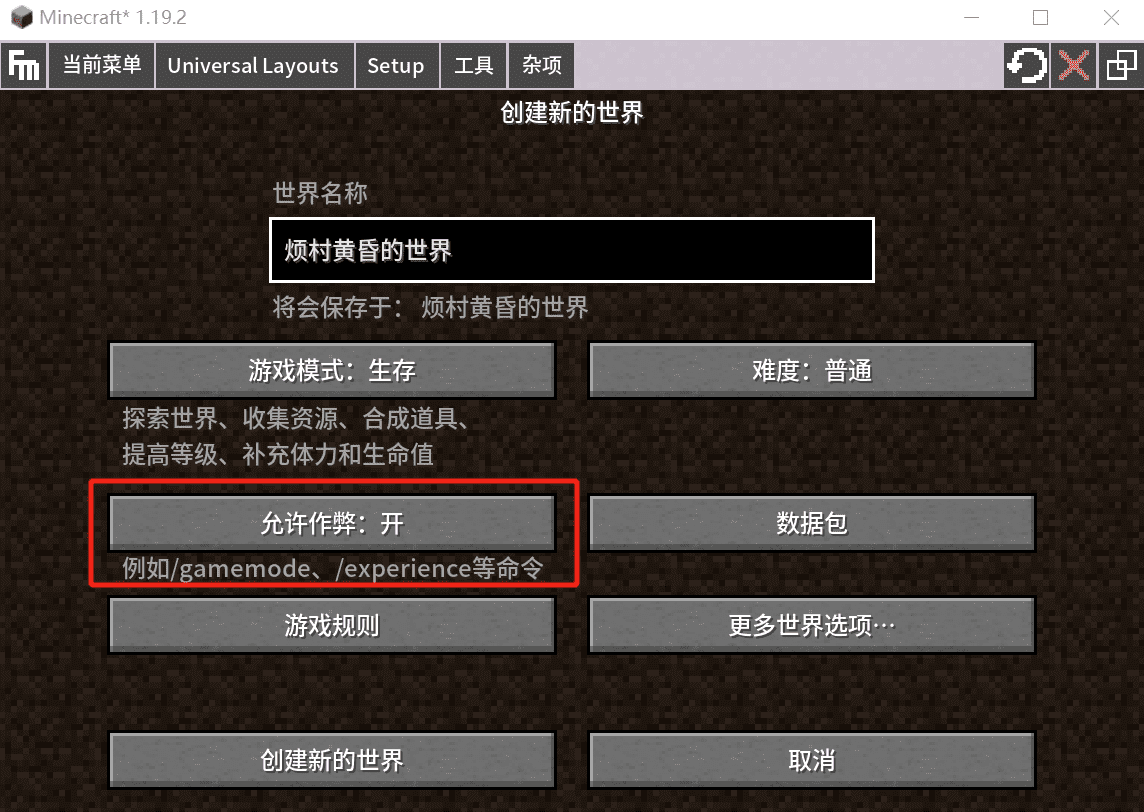 Minecraft* 1.19.2
fm 当前菜单 Universal Layouts Setup 工具 杂项
创建新的世界
世界名称
烦村黄昏的世界
将会保存于： 烦村黄昏的世界
游戏模式：生存 难度：普通
探索世界、收集资源、合成道具、
提高等级、补充体力和生命值
允许作弊：开 数据包
例如/gamemode、/experience等命令
游戏规则 更多世界选项…
创建新的世界 取消